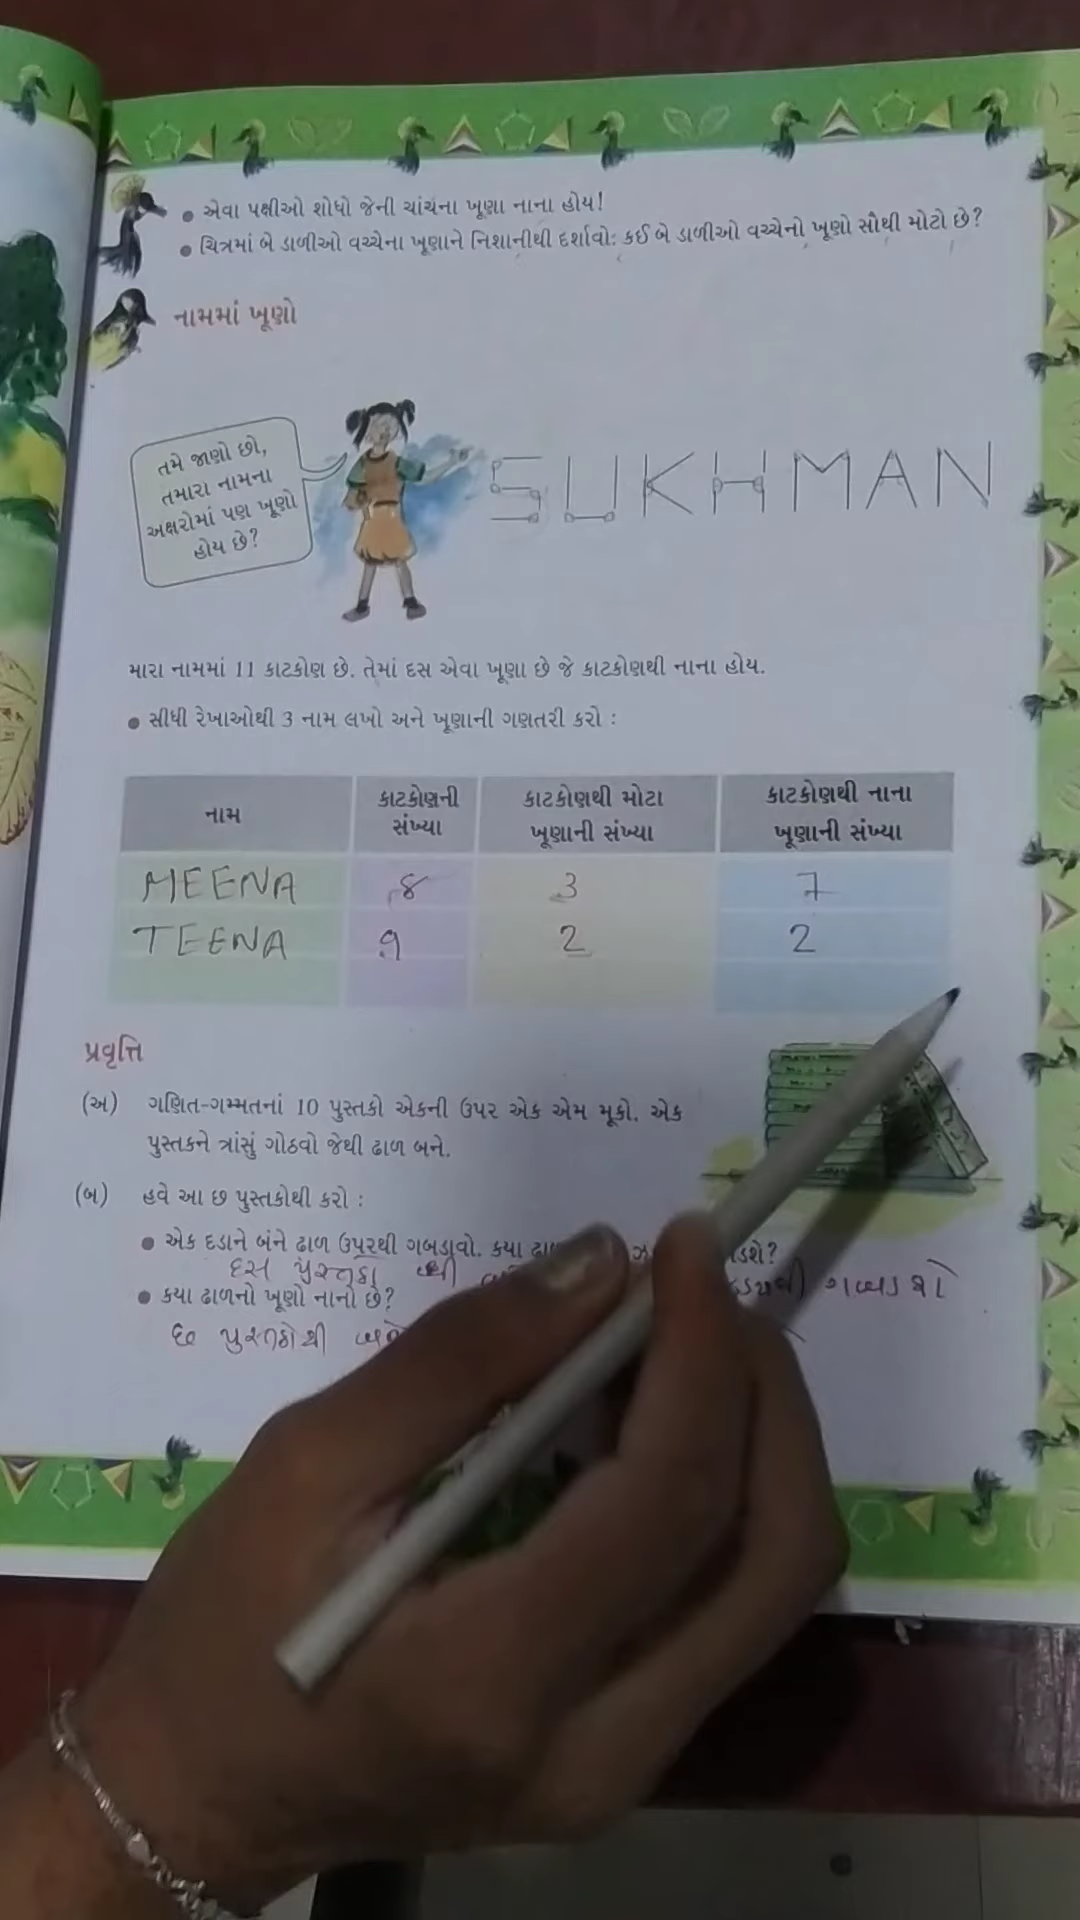 એવા પક્ષીઓ શોધો જેની ચાંચના ખૂણા નાના હોય!
ચિત્રમાં બે ડાળીઓ વચ્ચેના ખૂણાને નિશાનીથી દર્શાવો: કઈ બે ડાળીઓ વચ્ચેનો ખૂણો સૌથી મોટો છે?
નામમાં ખૂણો
તમે જાણો છો,
તમારા નામના
અક્ષરોમાં પણ ખૂણો
હોય છે?
SUKHMAN
મારા નામમાં 11 કાટકોણ છે. તેમાં દસ એવા ખૂણા છે જે કાટકોણથી નાના હોય.
સીધી રેખાઓથી 3 નામ લખો અને ખૂણાની ગણતરી કરો :
નામ કાટકોણની સંખ્યા કાટકોણથી મોટા ખૂણાની સંખ્યા કાટકોણથી નાના ખૂણાની સંખ્યા
MEENA 8 3 7
TEENA 9 2 2
પ્રવૃત્તિ
(અ) ગણિત-ગમ્મતનાં 10 પુસ્તકો એકની ઉપર એક એમ મૂકો. એક
પુસ્તકને ત્રાંસું ગોઠવો જેથી ઢાળ બને.
(બ) હવે આ છ પુસ્તકોથી કરો :
એક દડાને બંને ઢાળ ઉપરથી ગબડાવો. કયા
દસ પુસ્તકો થી ગબડશે
કયા ઢાળનો ખૂણો નાનો છે?
છ પુસ્તકોથી